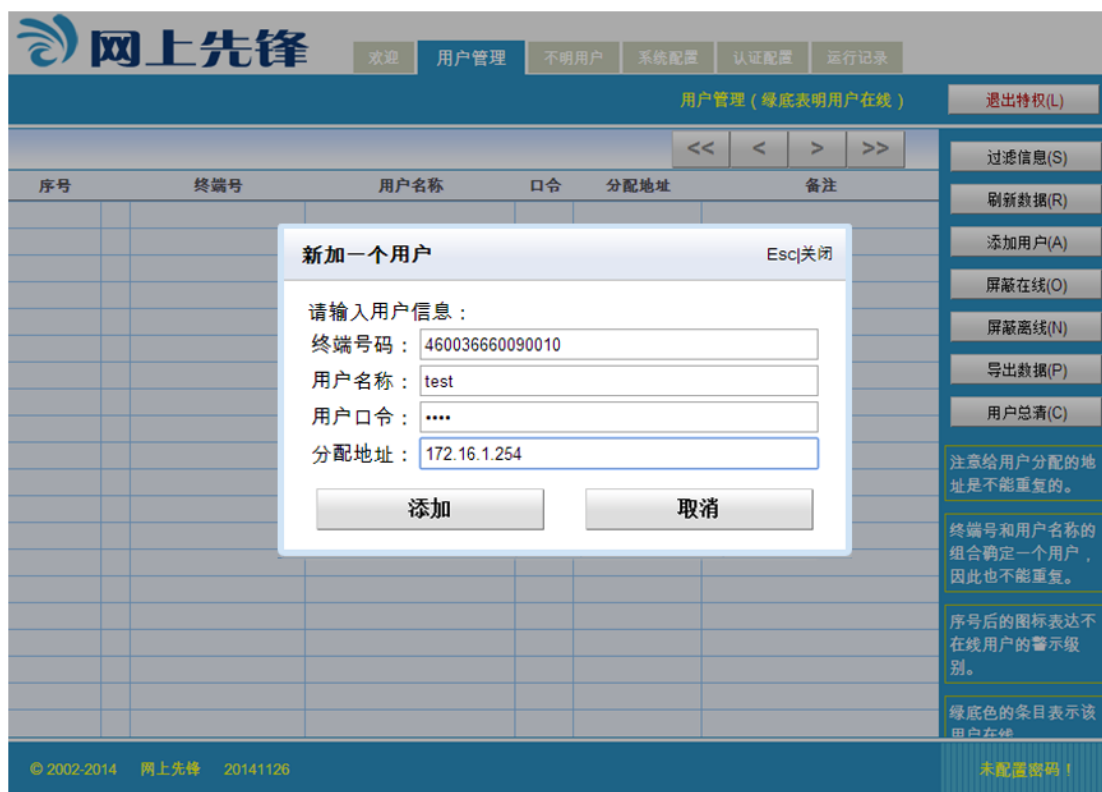 网上先锋
欢迎 用户管理 不明用户 系统配置 认证配置 运行记录
用户管理（绿底表明用户在线） 退出特权(L)
<< < > >>
序号 终端号 用户名称 口令 分配地址 备注
新加一个用户 Esc|关闭
请输入用户信息：
终端号码： 460036660090010
用户名称： test
用户口令： ••••
分配地址： 172.16.1.254
添加 取消
过滤信息(S)
刷新数据(R)
添加用户(A)
屏蔽在线(O)
屏蔽离线(N)
导出数据(P)
用户总清(C)
注意给用户分配的地
址是不能重复的。
终端号和用户名称的
组合确定一个用户，
因此也不能重复。
序号后的图标表达不
在线用户的警示级
别。
绿底色的条目表示该
用户在线
© 2002-2014 网上先锋 20141126 未配置密码！